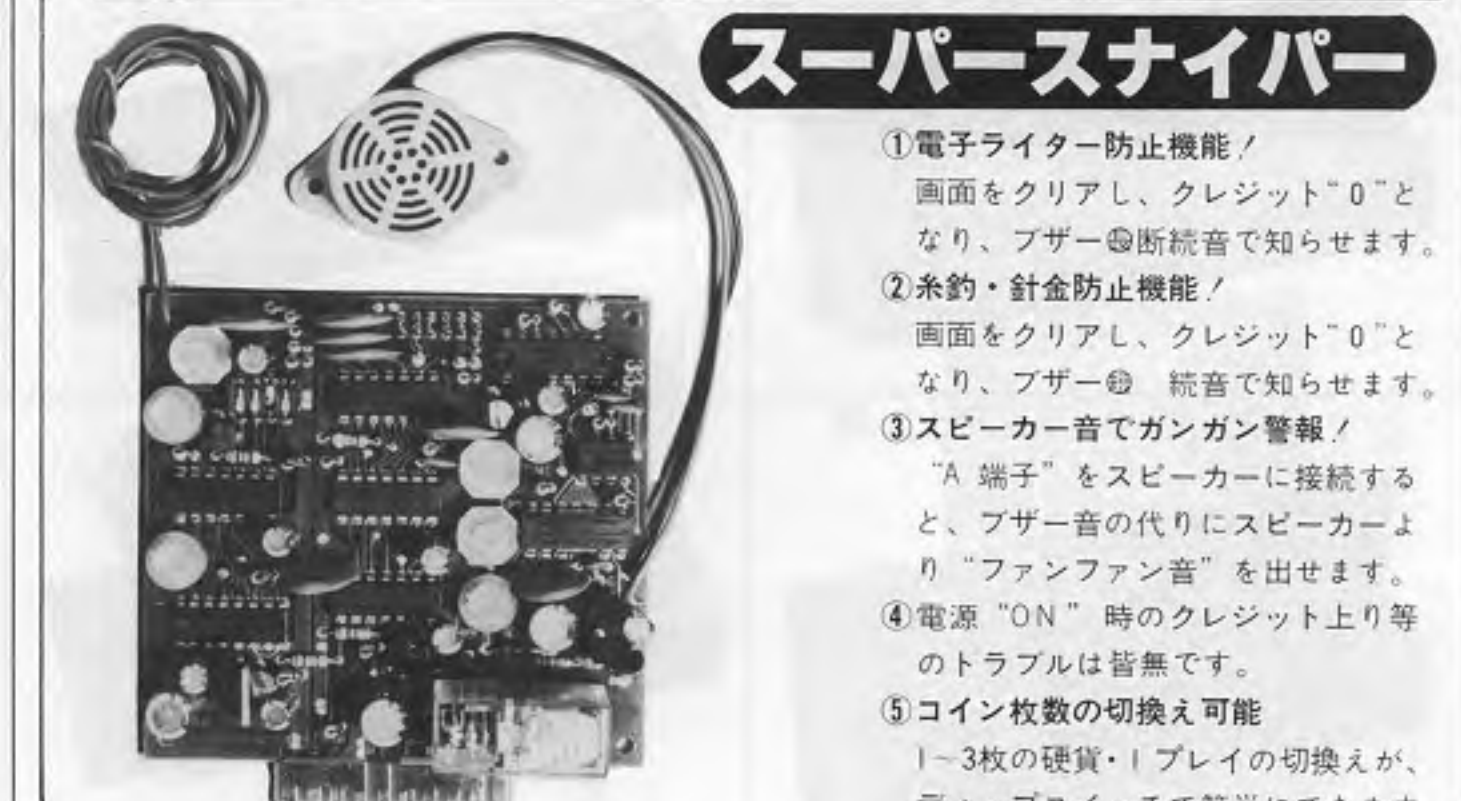 スーパースナイパー
①電子ライター防止機能！
画面をクリアし、クレジット“0”と
なり、ブザー断続音で知らせます。
②糸釣・針金防止機能！
画面をクリアし、クレジット“0”と
なり、ブザー 続音で知らせます。
③スピーカー音でガンガン警報！
“A 端子”をスピーカーに接続する
と、ブザー音の代りにスピーカーよ
り“ファンファン音”を出せます。
④電源“ON”時のクレジット上り等
のトラブルは皆無です。
⑤コイン枚数の切換え可能
1~3枚の硬貨・1プレイの切換えが、